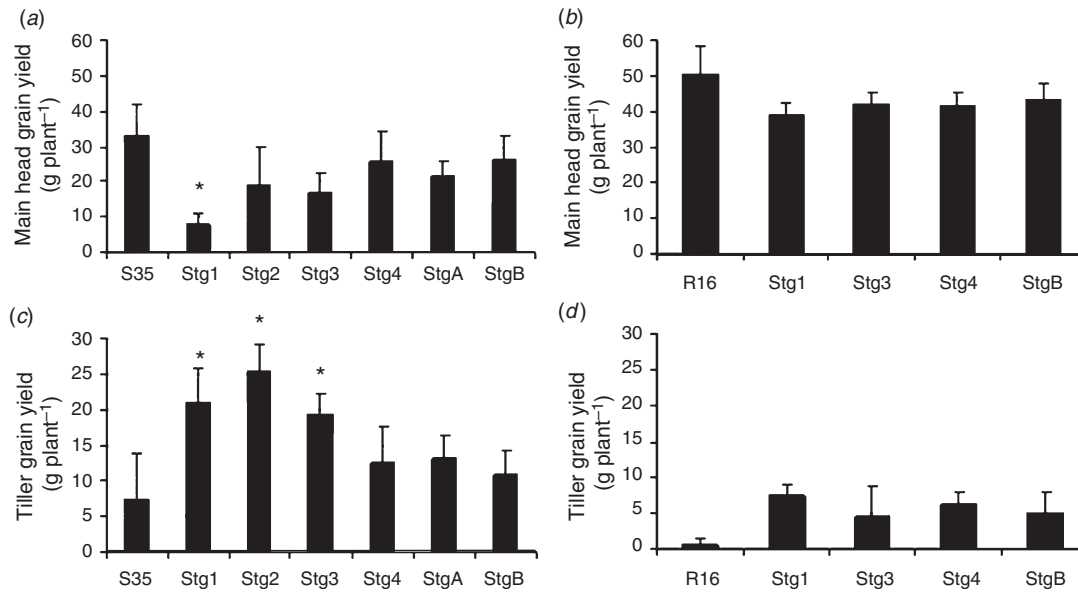 (a)
Main head grain yield
(g plant⁻¹)
60
50
40
30
20
10
0
*
S35 Stg1 Stg2 Stg3 Stg4 StgA StgB
(b)
Main head grain yield
(g plant⁻¹)
60
50
40
30
20
10
0
R16 Stg1 Stg3 Stg4 StgB
(c)
Tiller grain yield
(g plant⁻¹)
30
25
20
15
10
5
0
* * *
S35 Stg1 Stg2 Stg3 Stg4 StgA StgB
(d)
Tiller grain yield
(g plant⁻¹)
30
25
20
15
10
5
0
R16 Stg1 Stg3 Stg4 StgB